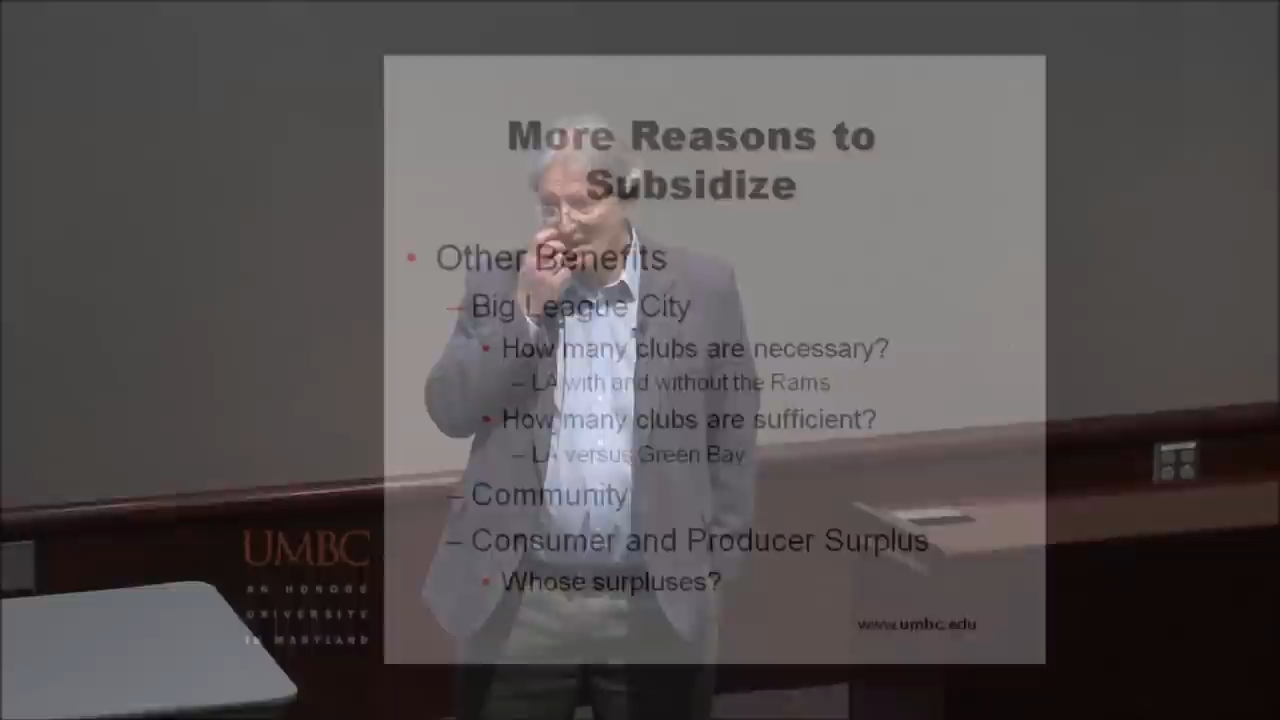 More Reasons to
Subsidize
• Other Benefits
– Big League City
• How many clubs are necessary?
– LA with and without the Rams
• How many clubs are sufficient?
– LA versus Green Bay
– Community
– Consumer and Producer Surplus
• Whose surpluses?
UMBC
AN HONORS
UNIVERSITY
IN MARYLAND
www.umbc.edu